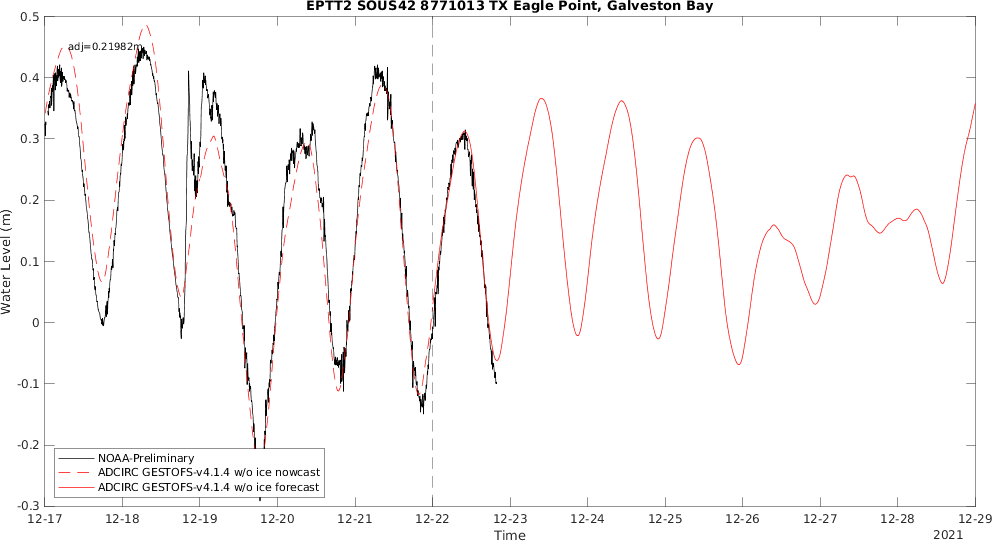 EPTT2 SOUS42 8771013 TX Eagle Point, Galveston Bay
adj=0.21982m
0.5
0.4
0.3
0.2
0.1
0
-0.1
-0.2
-0.3
Water Level (m)
NOAA-Preliminary
ADCIRC GESTOFS-v4.1.4 w/o ice nowcast
ADCIRC GESTOFS-v4.1.4 w/o ice forecast
12-17 12-18 12-19 12-20 12-21 12-22 12-23 12-24 12-25 12-26 12-27 12-28 12-29
Time
2021